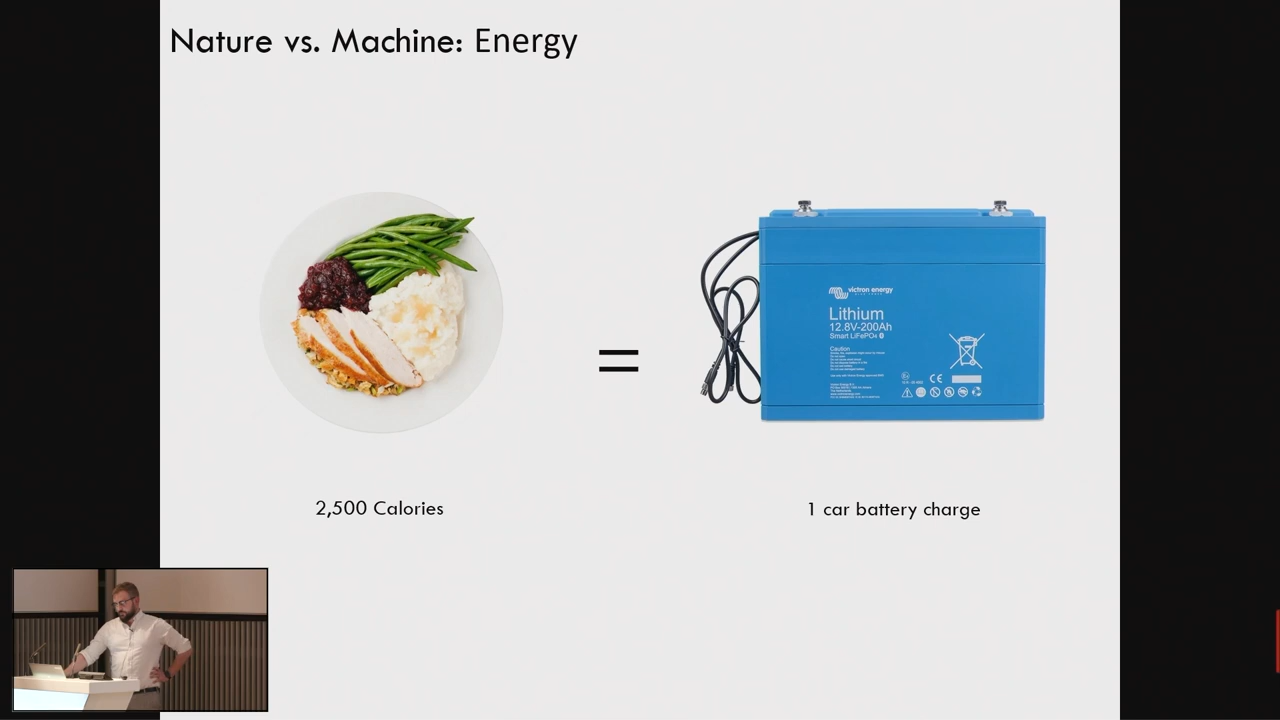 Nature vs. Machine: Energy
=
victron energy
Lithium
12.8V-200Ah
Smart LiFePO4
Caution
CE
2,500 Calories
1 car battery charge